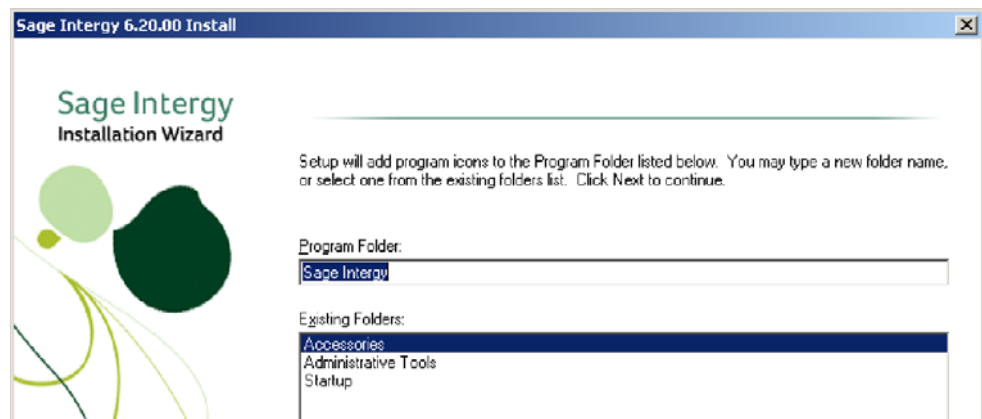 Sage Intergy 6.20.00 Install
Sage Intergy
Installation Wizard
Setup will add program icons to the Program Folder listed below. You may type a new folder name,
or select one from the existing folders list. Click Next to continue.
Program Folder:
Sage Intergy
Existing Folders:
Accessories
Administrative Tools
Startup